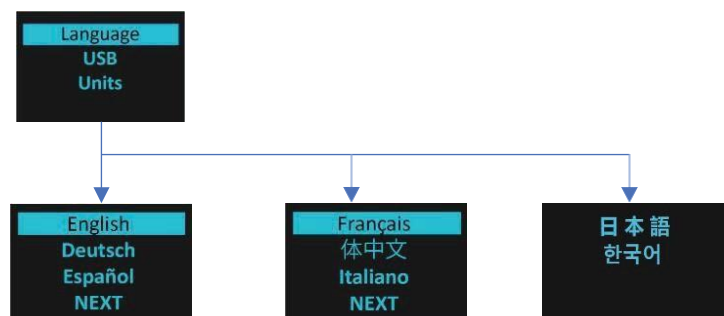 Language
USB
Units
English
Deutsch
Español
NEXT
Français
体中文
Italiano
NEXT
日本語
한국어